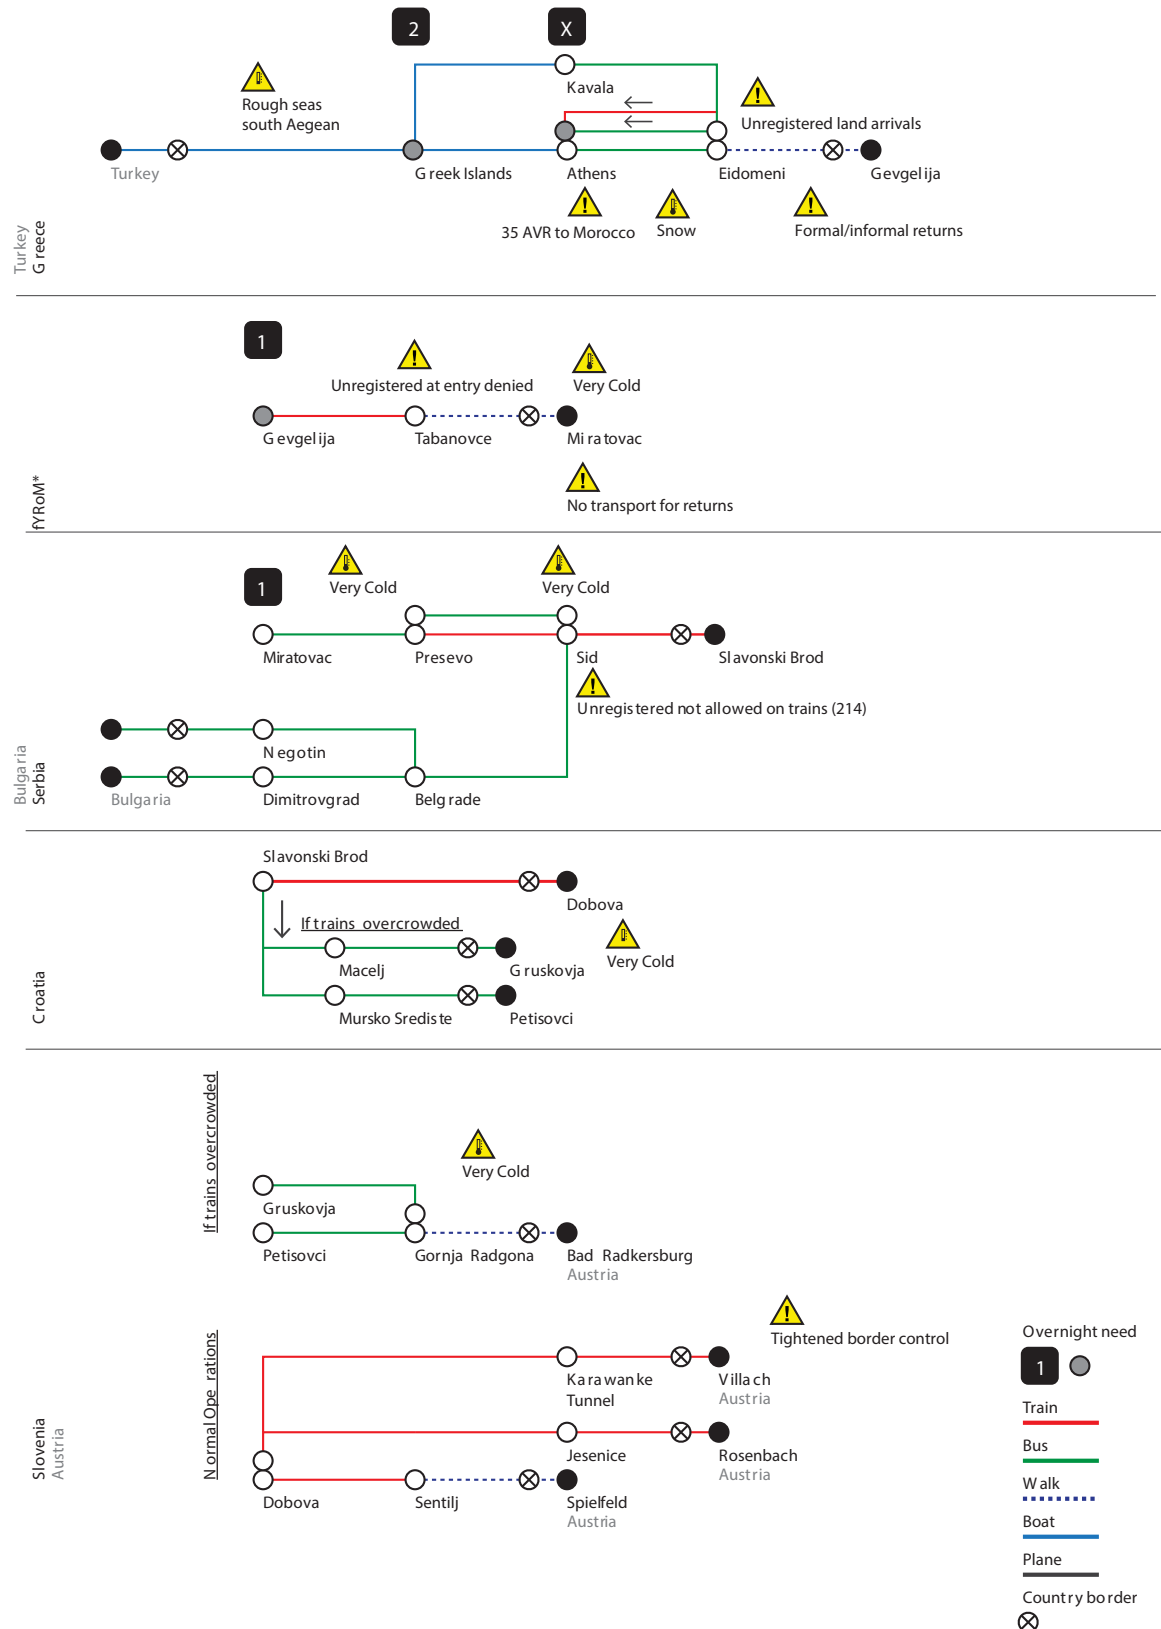 2
X
Kavala
Rough seas
south Aegean
Unregistered land arrivals
Turkey
Greek Islands
Athens
Eidomeni
Gevgelija
35 AVR to Morocco
Snow
Formal/informal returns
Turkey
Greece
1
Unregistered at entry denied
Very Cold
Gevgelija
Tabanovce
Miratovac
No transport for returns
fYRoM*
1
Very Cold
Very Cold
Miratovac
Presevo
Sid
Slavonski Brod
Unregistered not allowed on trains (214)
Negotin
Bulgaria
Dimitrovgrad
Belgrade
Bulgaria
Serbia
Slavonski Brod
Dobova
If trains overcrowded
Macelj
Gruskovja
Very Cold
Mursko Srediste
Petisovci
Croatia
If trains overcrowded
Very Cold
Gruskovja
Petisovci
Gornja Radgona
Bad Radkersburg
Austria
Tightened border control
Normal Operations
Karawanke
Tunnel
Villach
Austria
Jesenice
Rosenbach
Austria
Dobova
Sentilj
Spielfeld
Austria
Slovenia
Austria
Overnight need
1
Train
Bus
Walk
Boat
Plane
Country border